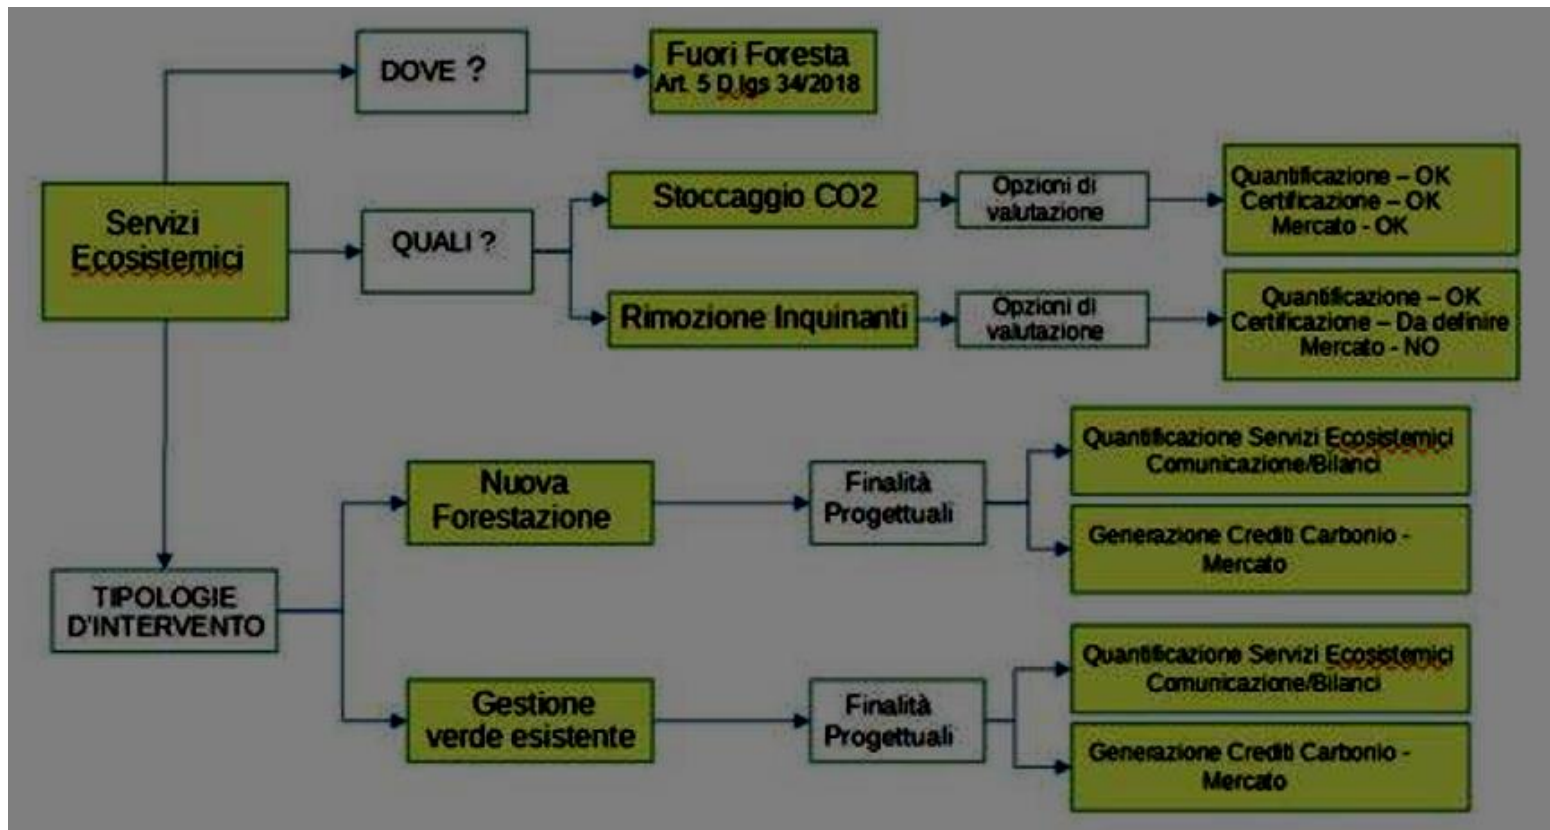 DOVE ?
Fuori Foresta
Art. 5 D.lgs 34/2018
Servizi
Ecosistemici
QUALI ?
Stoccaggio CO2
Opzioni di
valutazione
Quantificazione – OK
Certificazione – OK
Mercato - OK
Rimozione Inquinanti
Opzioni di
valutazione
Quantificazione – OK
Certificazione – Da definire
Mercato - NO
TIPOLOGIE
D'INTERVENTO
Nuova
Forestazione
Finalità
Progettuali
Quantificazione Servizi Ecosistemici
Comunicazione/Bilanci
Generazione Crediti Carbonio -
Mercato
Gestione
verde esistente
Finalità
Progettuali
Quantificazione Servizi Ecosistemici
Comunicazione/Bilanci
Generazione Crediti Carbonio -
Mercato